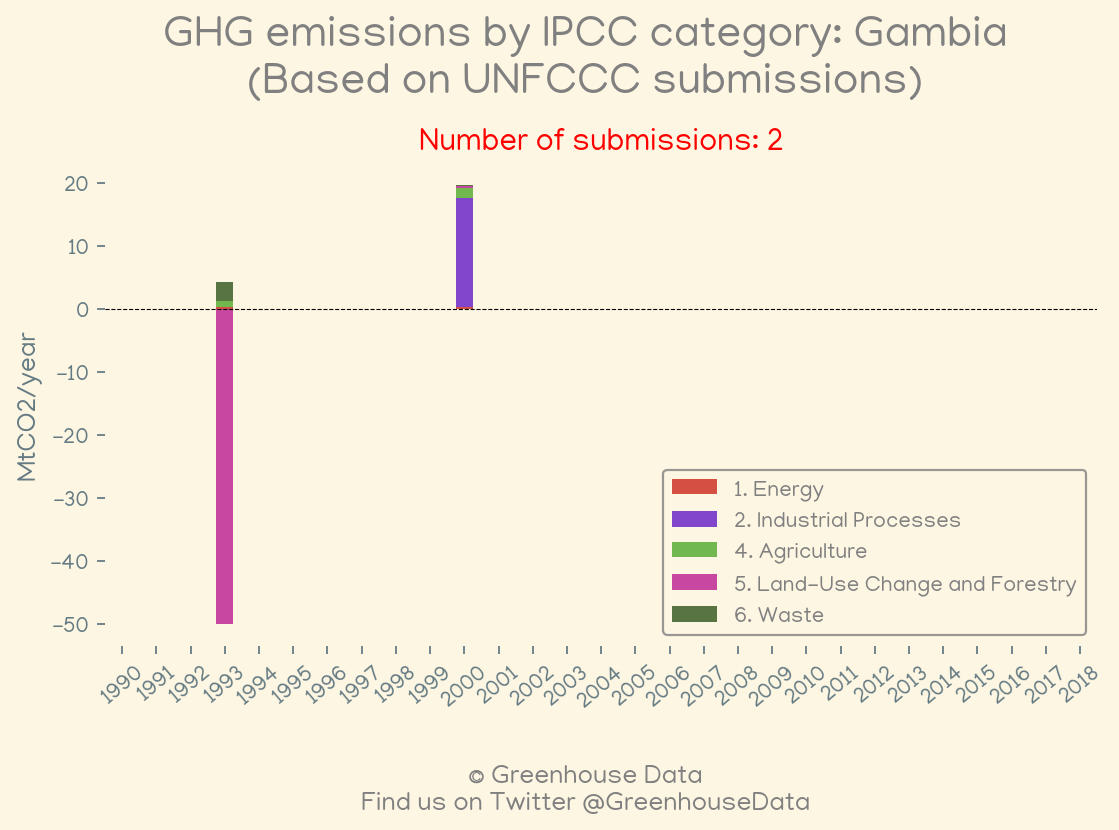 GHG emissions by IPCC category: Gambia
(Based on UNFCCC submissions)
Number of submissions: 2
MtCO2/year
20
10
0
−10
−20
−30
−40
−50
1. Energy
2. Industrial Processes
4. Agriculture
5. Land-Use Change and Forestry
6. Waste
1990 1991 1992 1993 1994 1995 1996 1997 1998 1999 2000 2001 2002 2003 2004 2005 2006 2007 2008 2009 2010 2011 2012 2013 2014 2015 2016 2017 2018
© Greenhouse Data
Find us on Twitter @GreenhouseData